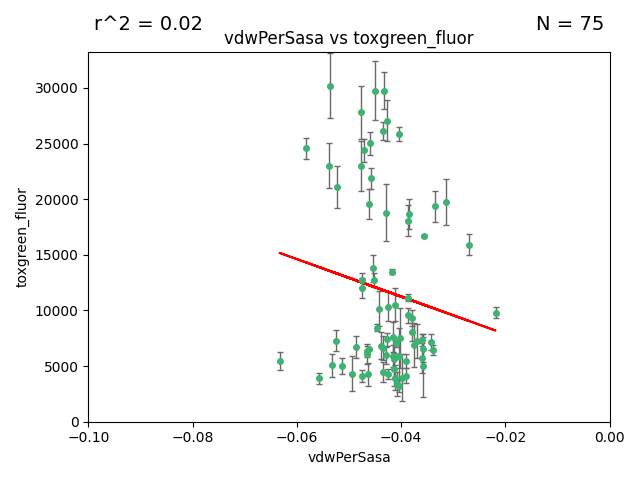 r^2 = 0.02
N = 75
vdwPerSasa vs toxgreen_fluor
30000
25000
20000
15000
10000
5000
0
toxgreen_fluor
−0.10
−0.08
−0.06
−0.04
−0.02
0.00
vdwPerSasa